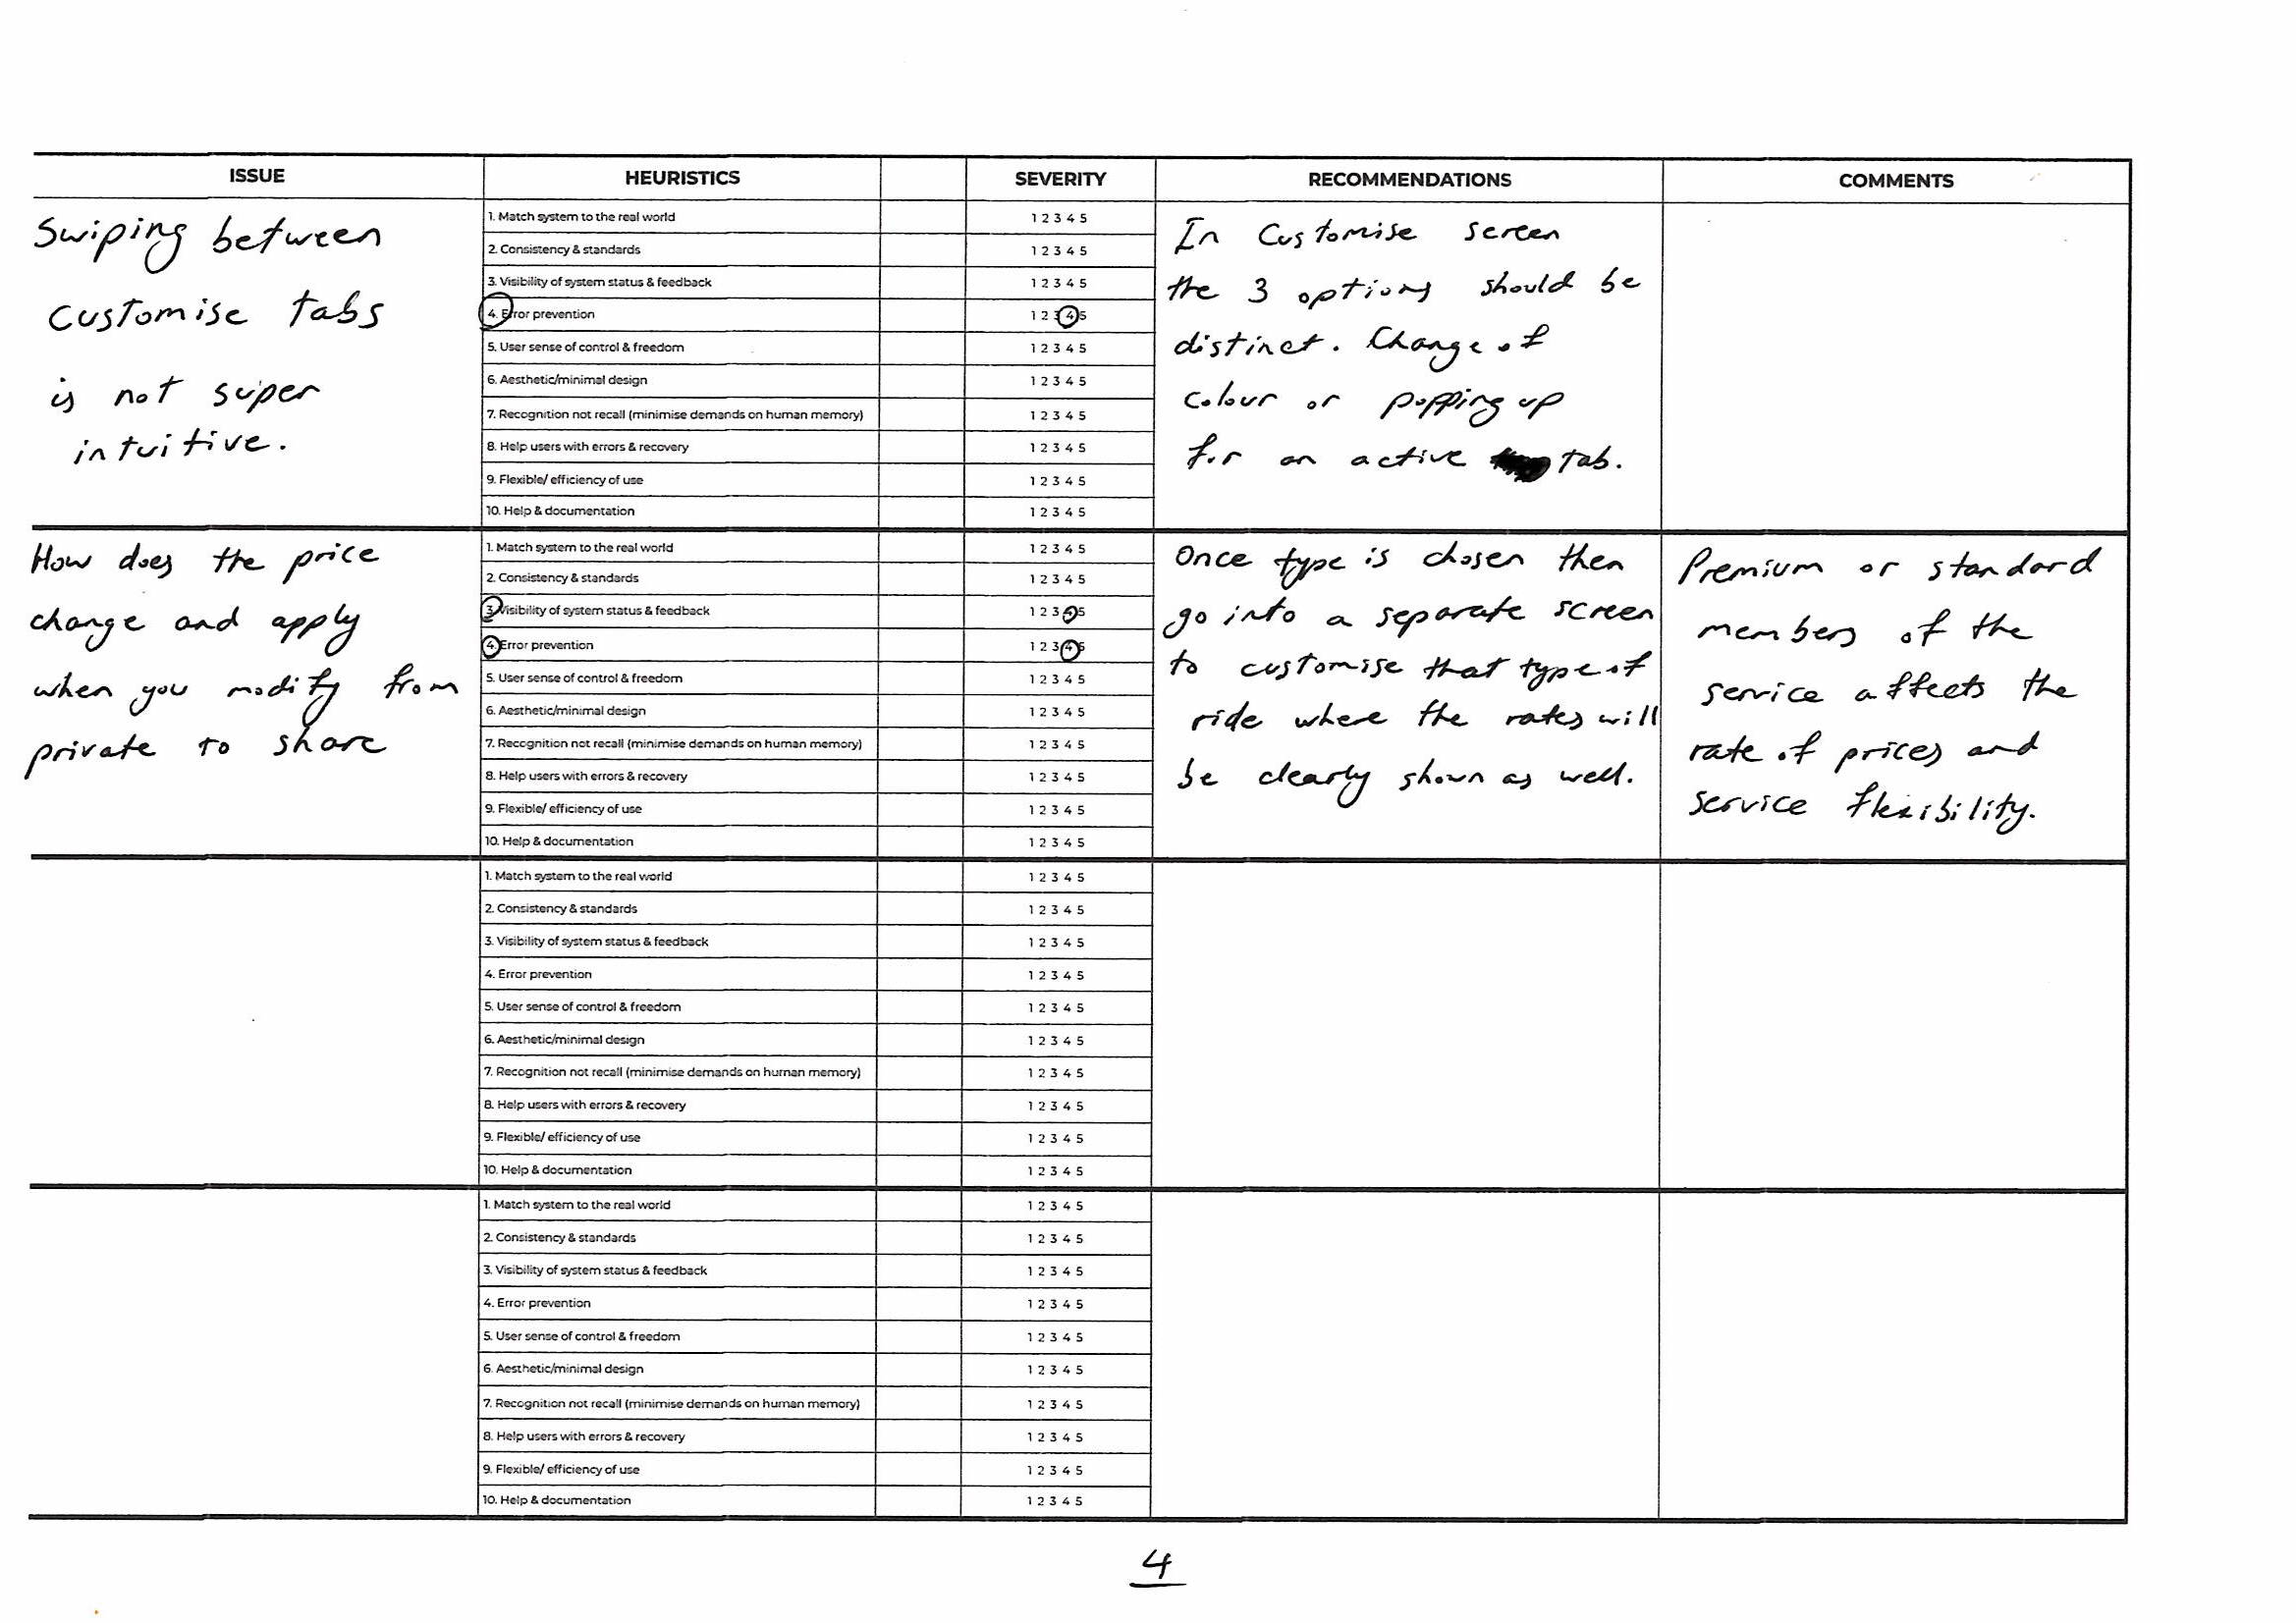 ISSUE HEURISTICS SEVERITY RECOMMENDATIONS COMMENTS
Swiping between
customise tabs
is not super
intuitive.
1. Match system to the real world 1 2 3 4 5
2. Consistency & standards 1 2 3 4 5
3. Visibility of system status & feedback 1 2 3 4 5
4. Error prevention 1 2 3 4 5
5. User sense of control & freedom 1 2 3 4 5
6. Aesthetic/minimal design 1 2 3 4 5
7. Recognition not recall (minimise demands on human memory) 1 2 3 4 5
8. Help users with errors & recovery 1 2 3 4 5
9. Flexible/ efficiency of use 1 2 3 4 5
10. Help & documentation 1 2 3 4 5
In Customise screen
the 3 options should be
distinct. Change of
colour or popping up
for an active tab.
How does the price
change and apply
when you modify from
private to share
1. Match system to the real world 1 2 3 4 5
2. Consistency & standards 1 2 3 4 5
3. Visibility of system status & feedback 1 2 3 4 5
4. Error prevention 1 2 3 4 5
5. User sense of control & freedom 1 2 3 4 5
6. Aesthetic/minimal design 1 2 3 4 5
7. Recognition not recall (minimise demands on human memory) 1 2 3 4 5
8. Help users with errors & recovery 1 2 3 4 5
9. Flexible/ efficiency of use 1 2 3 4 5
10. Help & documentation 1 2 3 4 5
Once type is chosen then
go into a separate screen
to customise that type of
ride where the rates will
be clearly shown as well.
Premium or standard
members of the
service affects the
rate of prices and
service flexibility.
1. Match system to the real world 1 2 3 4 5
2. Consistency & standards 1 2 3 4 5
3. Visibility of system status & feedback 1 2 3 4 5
4. Error prevention 1 2 3 4 5
5. User sense of control & freedom 1 2 3 4 5
6. Aesthetic/minimal design 1 2 3 4 5
7. Recognition not recall (minimise demands on human memory) 1 2 3 4 5
8. Help users with errors & recovery 1 2 3 4 5
9. Flexible/ efficiency of use 1 2 3 4 5
10. Help & documentation 1 2 3 4 5
1. Match system to the real world 1 2 3 4 5
2. Consistency & standards 1 2 3 4 5
3. Visibility of system status & feedback 1 2 3 4 5
4. Error prevention 1 2 3 4 5
5. User sense of control & freedom 1 2 3 4 5
6. Aesthetic/minimal design 1 2 3 4 5
7. Recognition not recall (minimise demands on human memory) 1 2 3 4 5
8. Help users with errors & recovery 1 2 3 4 5
9. Flexible/ efficiency of use 1 2 3 4 5
10. Help & documentation 1 2 3 4 5
4